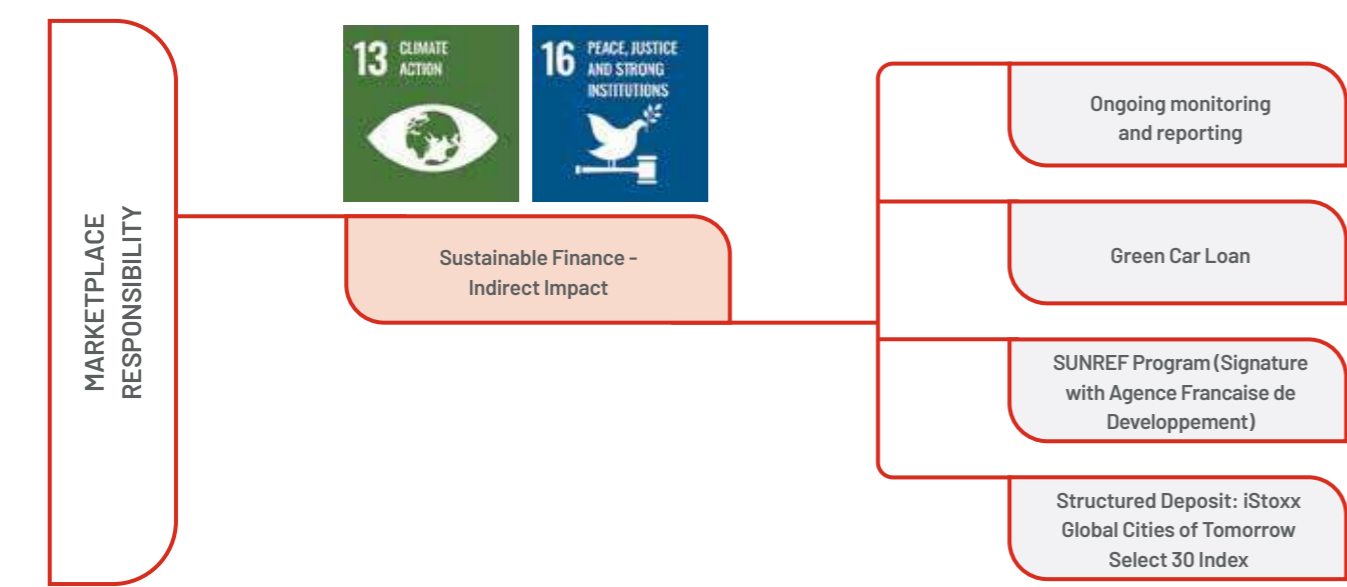 MARKETPLACE
RESPONSIBILITY
13 CLIMATE
ACTION
16 PEACE, JUSTICE
AND STRONG
INSTITUTIONS
Sustainable Finance -
Indirect Impact
Ongoing monitoring
and reporting
Green Car Loan
SUNREF Program (Signature
with Agence Francaise de
Developpement)
Structured Deposit: iStoxx
Global Cities of Tomorrow
Select 30 Index